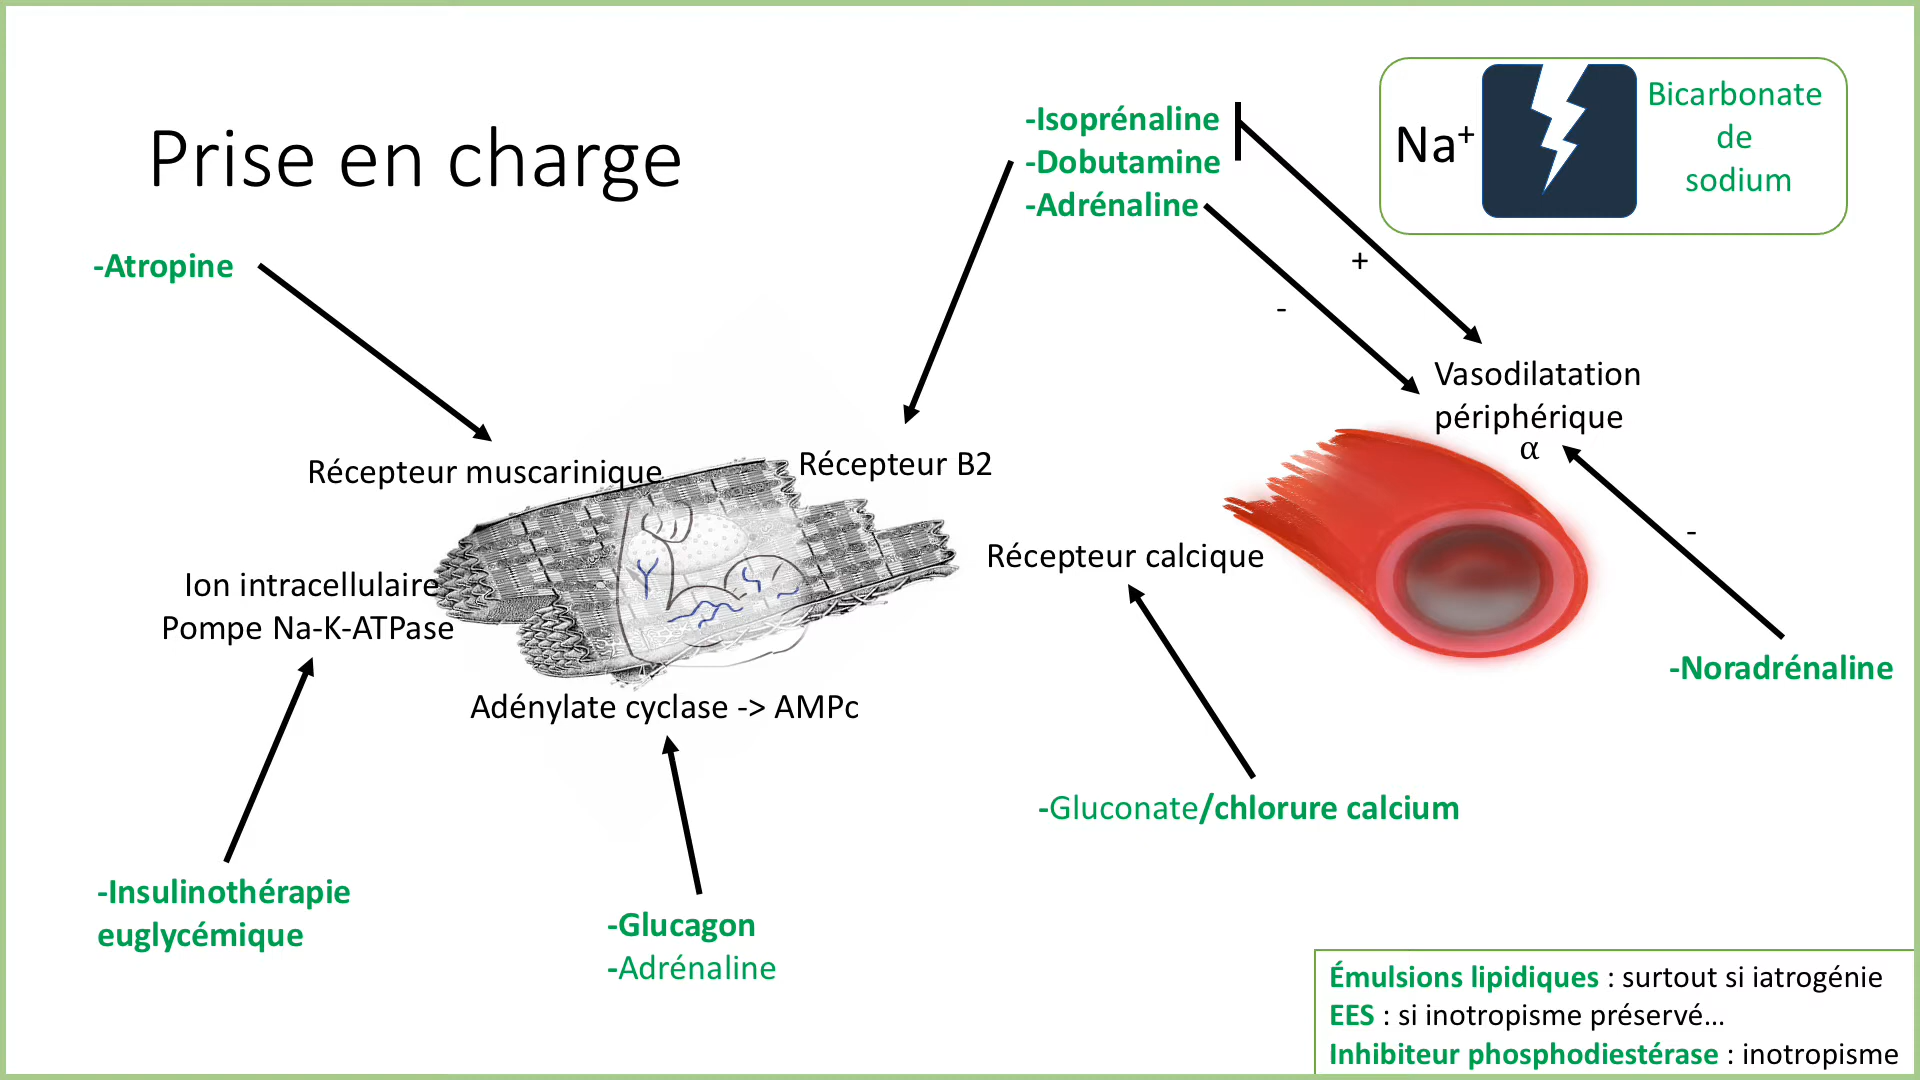 Prise en charge
-Isoprénaline
-Dobutamine
-Adrénaline
Na⁺
Bicarbonate
de
sodium
-Atropine
+
-
Vasodilatation
périphérique
α
Récepteur muscarinique
Récepteur B2
Récepteur calcique
-
Ion intracellulaire
Pompe Na-K-ATPase
-Noradrénaline
Adénylate cyclase -> AMPc
-Gluconate/chlorure calcium
-Insulinothérapie
euglycémique
-Glucagon
-Adrénaline
Émulsions lipidiques : surtout si iatrogénie
EES : si inotropisme préservé...
Inhibiteur phosphodiestérase : inotropisme